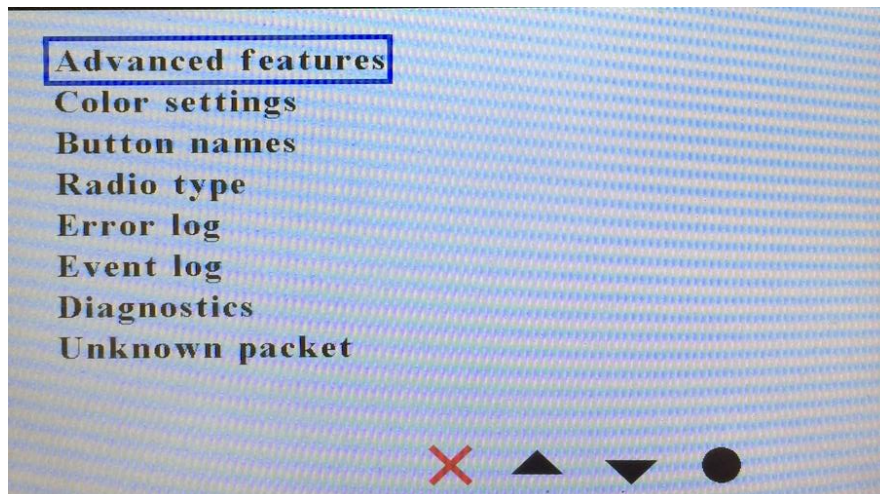 Advanced features
Color settings
Button names
Radio type
Error log
Event log
Diagnostics
Unknown packet